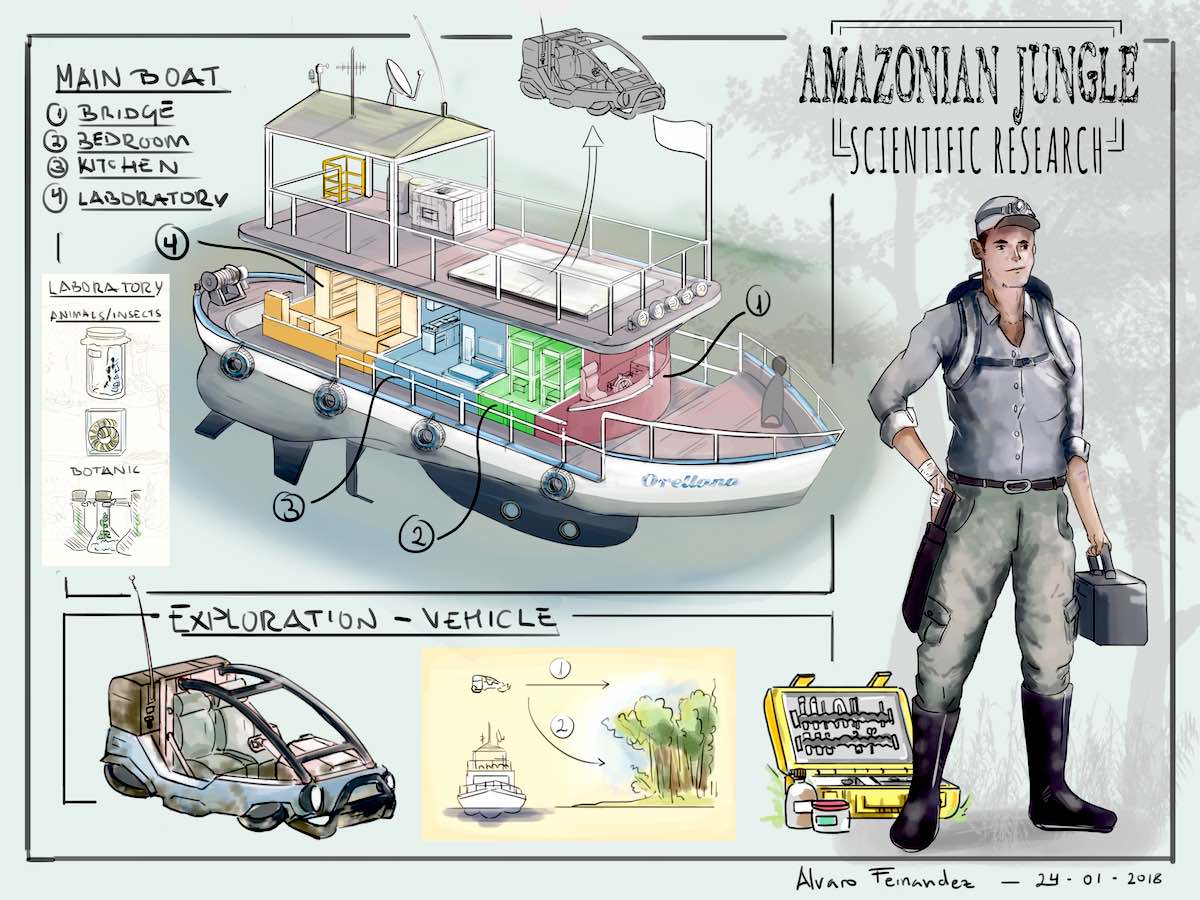 AMAZONIAN JUNGLE
SCIENTIFIC RESEARCH
MAIN BOAT
1 BRIDGE
2 BEDROOM
3 KITCHEN
4 LABORATORY
4
1
LABORATORY
ANIMALS/INSECTS
BOTANIC
Orellana
3
2
EXPLORATION - VEHICLE
1
2
Alvaro Fernandez - 24-01-2018